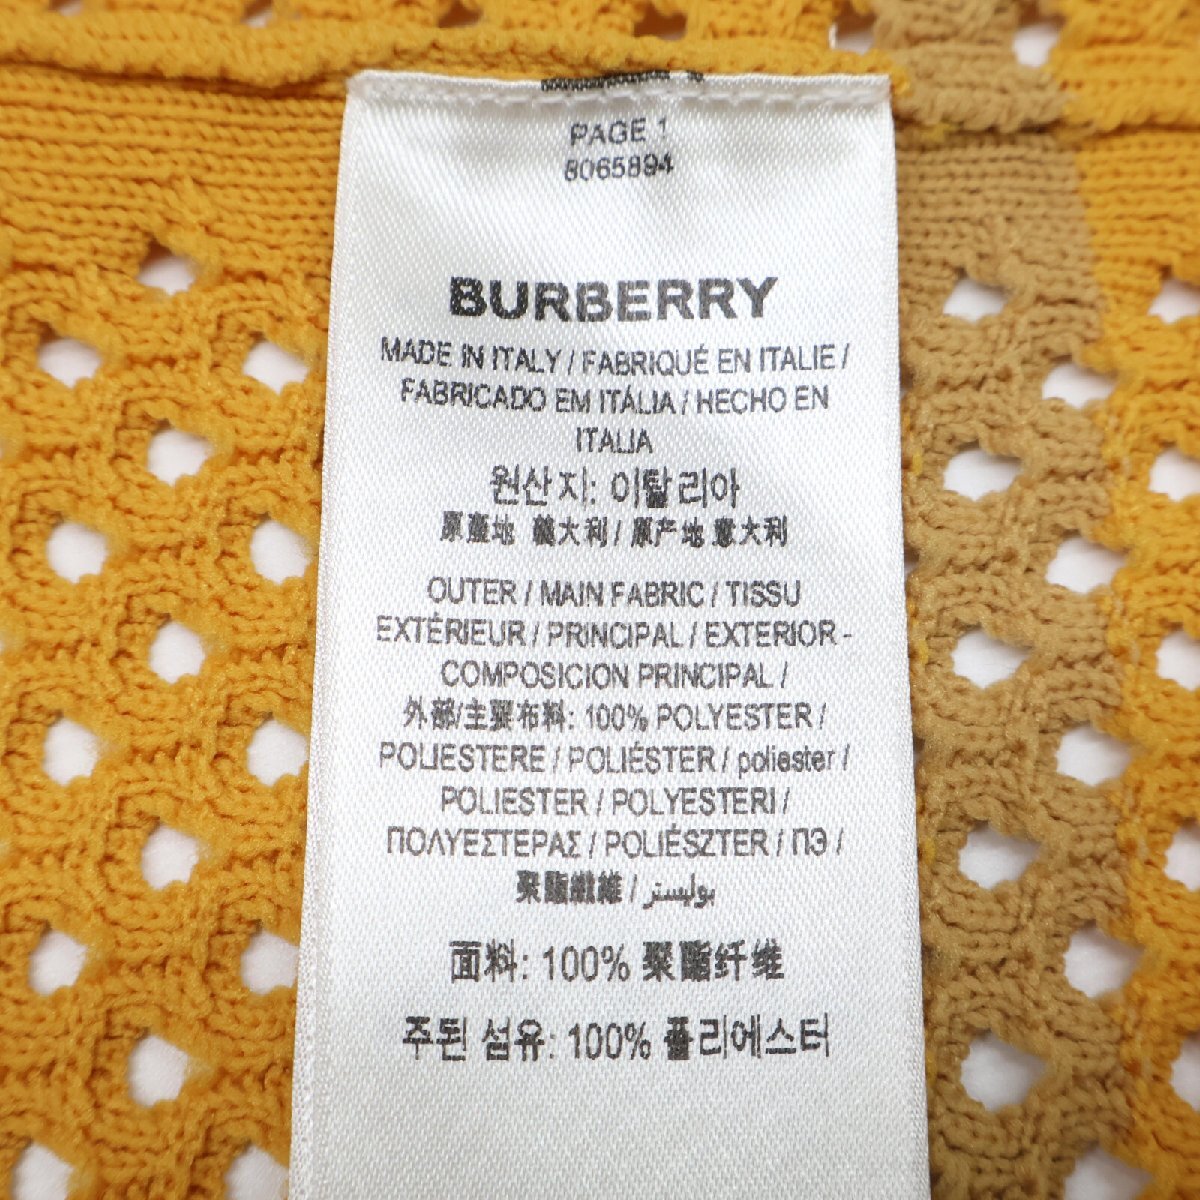 PAGE 1
8065894
BURBERRY
MADE IN ITALY / FABRIQUÉ EN ITALIE /
FABRICADO EM ITÁLIA / HECHO EN
ITALIA
원산지: 이탈리아
原產地 義大利 / 原产地 意大利
OUTER / MAIN FABRIC / TISSU
EXTÉRIEUR / PRINCIPAL / EXTERIOR -
COMPOSICION PRINCIPAL /
外部/主要布料: 100% POLYESTER /
POLIESTERE / POLIÉSTER / poliester /
POLIESTER / POLYESTERI /
ΠΟΛΥΕΣΤΕΡΑΣ / POLIÉSZTER / ПЭ /
聚酯纖維 / بوليستر
面料: 100% 聚酯纤维
주된 섬유: 100% 폴리에스터